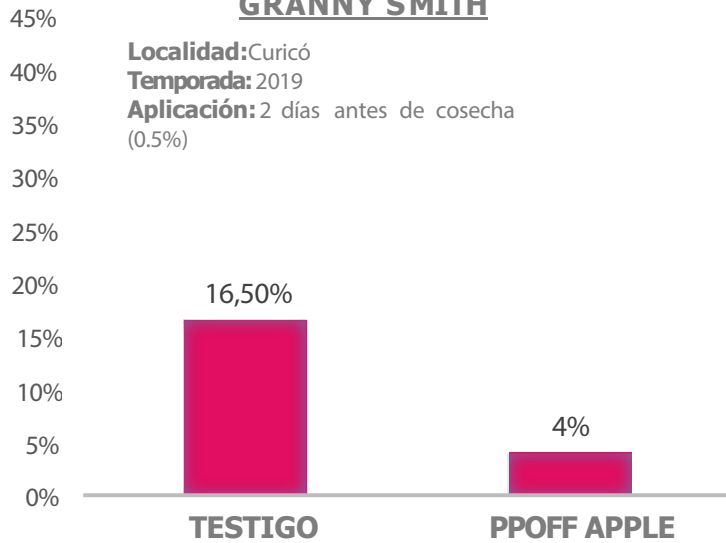 GRANNY SMITH
45%
Localidad:Curicó
40%
Temporada: 2019
Aplicación: 2 días antes de cosecha
35%
(0.5%)
30%
25%
20%
16,50%
15%
10%
4%
5%
0%
TESTIGO
PPOFF APPLE